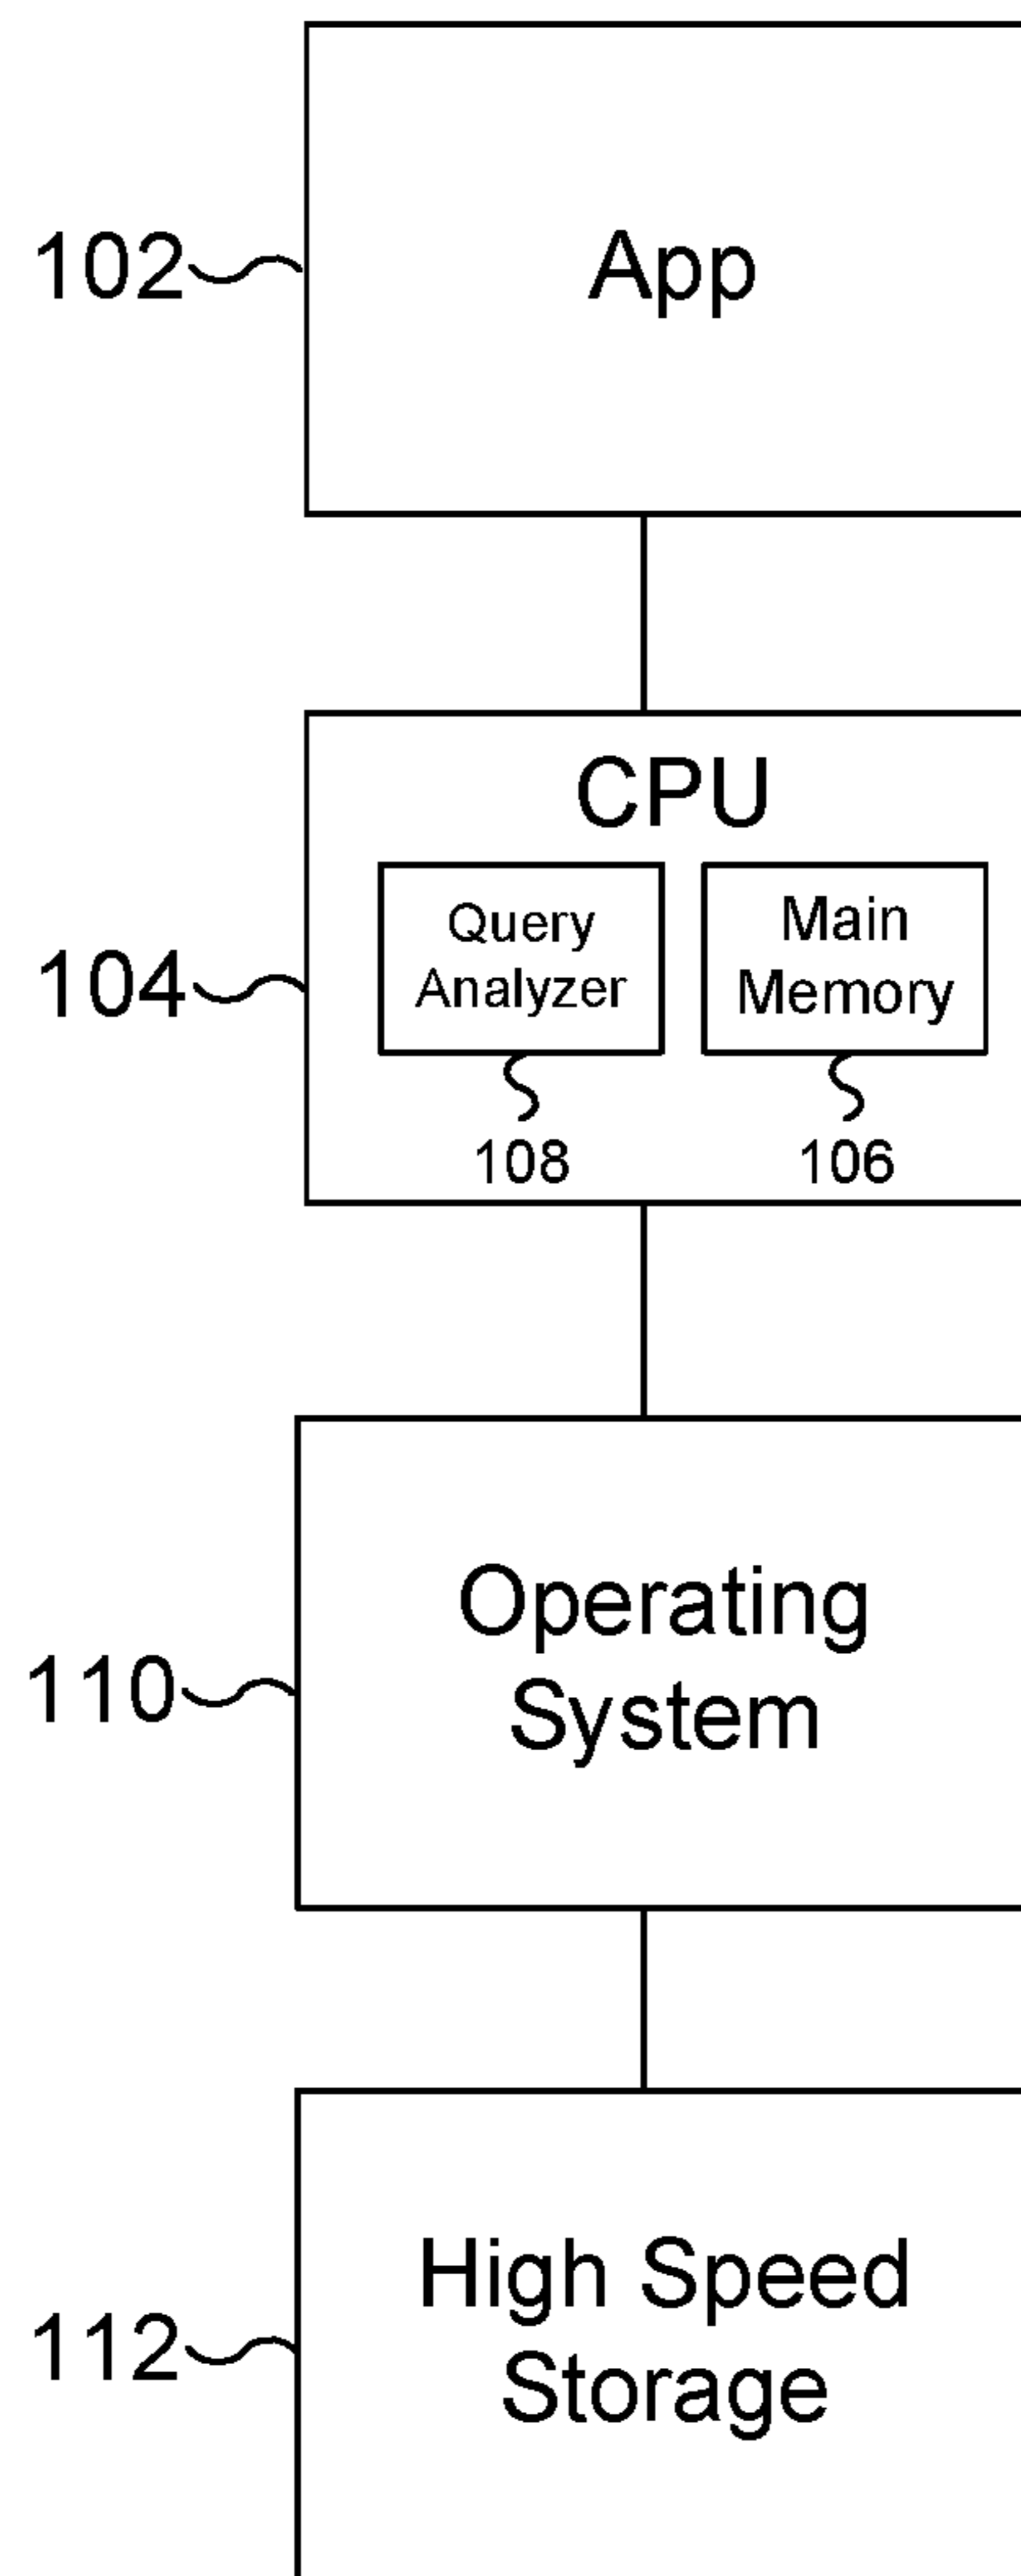 102
App
CPU
104
Query
Analyzer
Main
Memory
108
106
110
Operating
System
112
High Speed
Storage